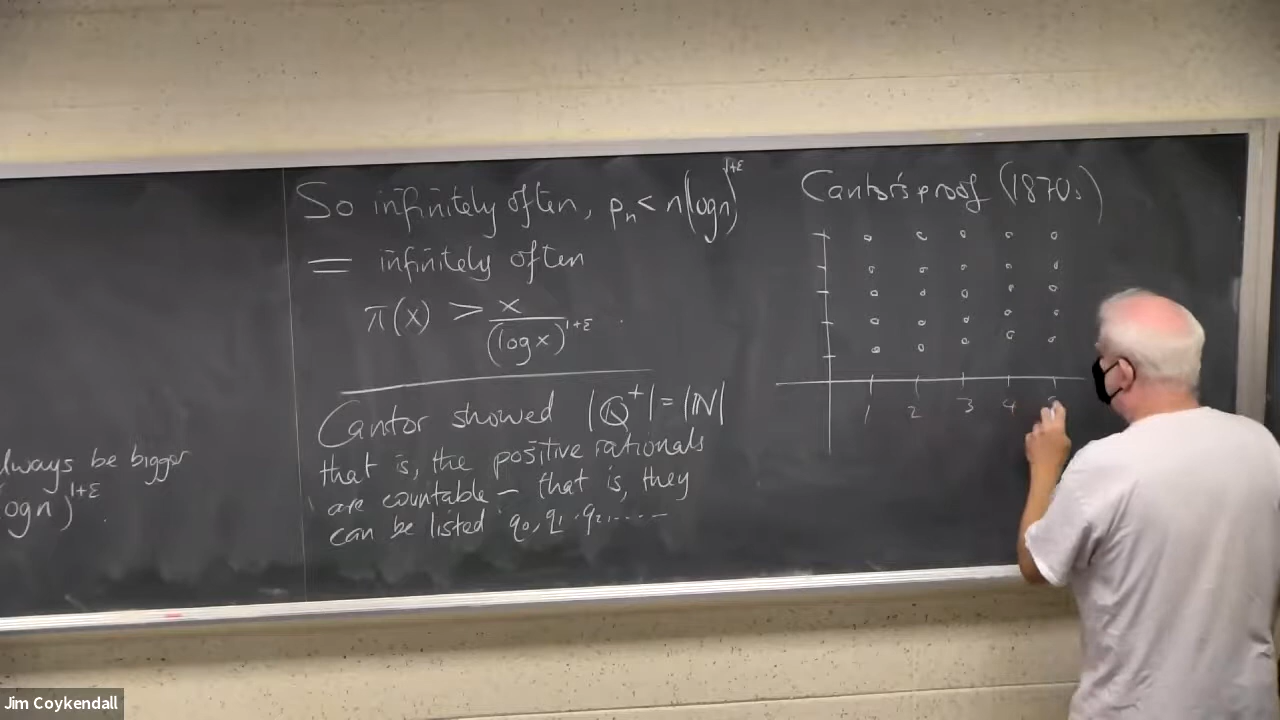 lways be bigger
ogn)^{1+ε}.
So infinitely often, p_n < n(logn)^{1+ε}
= infinitely often
π(x) > x/(log x)^{1+ε}.
Cantor showed |Q^+| = |N|
that is, the positive rationals
are countable – that is, they
can be listed q_0, q_1, q_2, .....
Cantor's proof (1870s)
1 2 3 4
Jim Coykendall